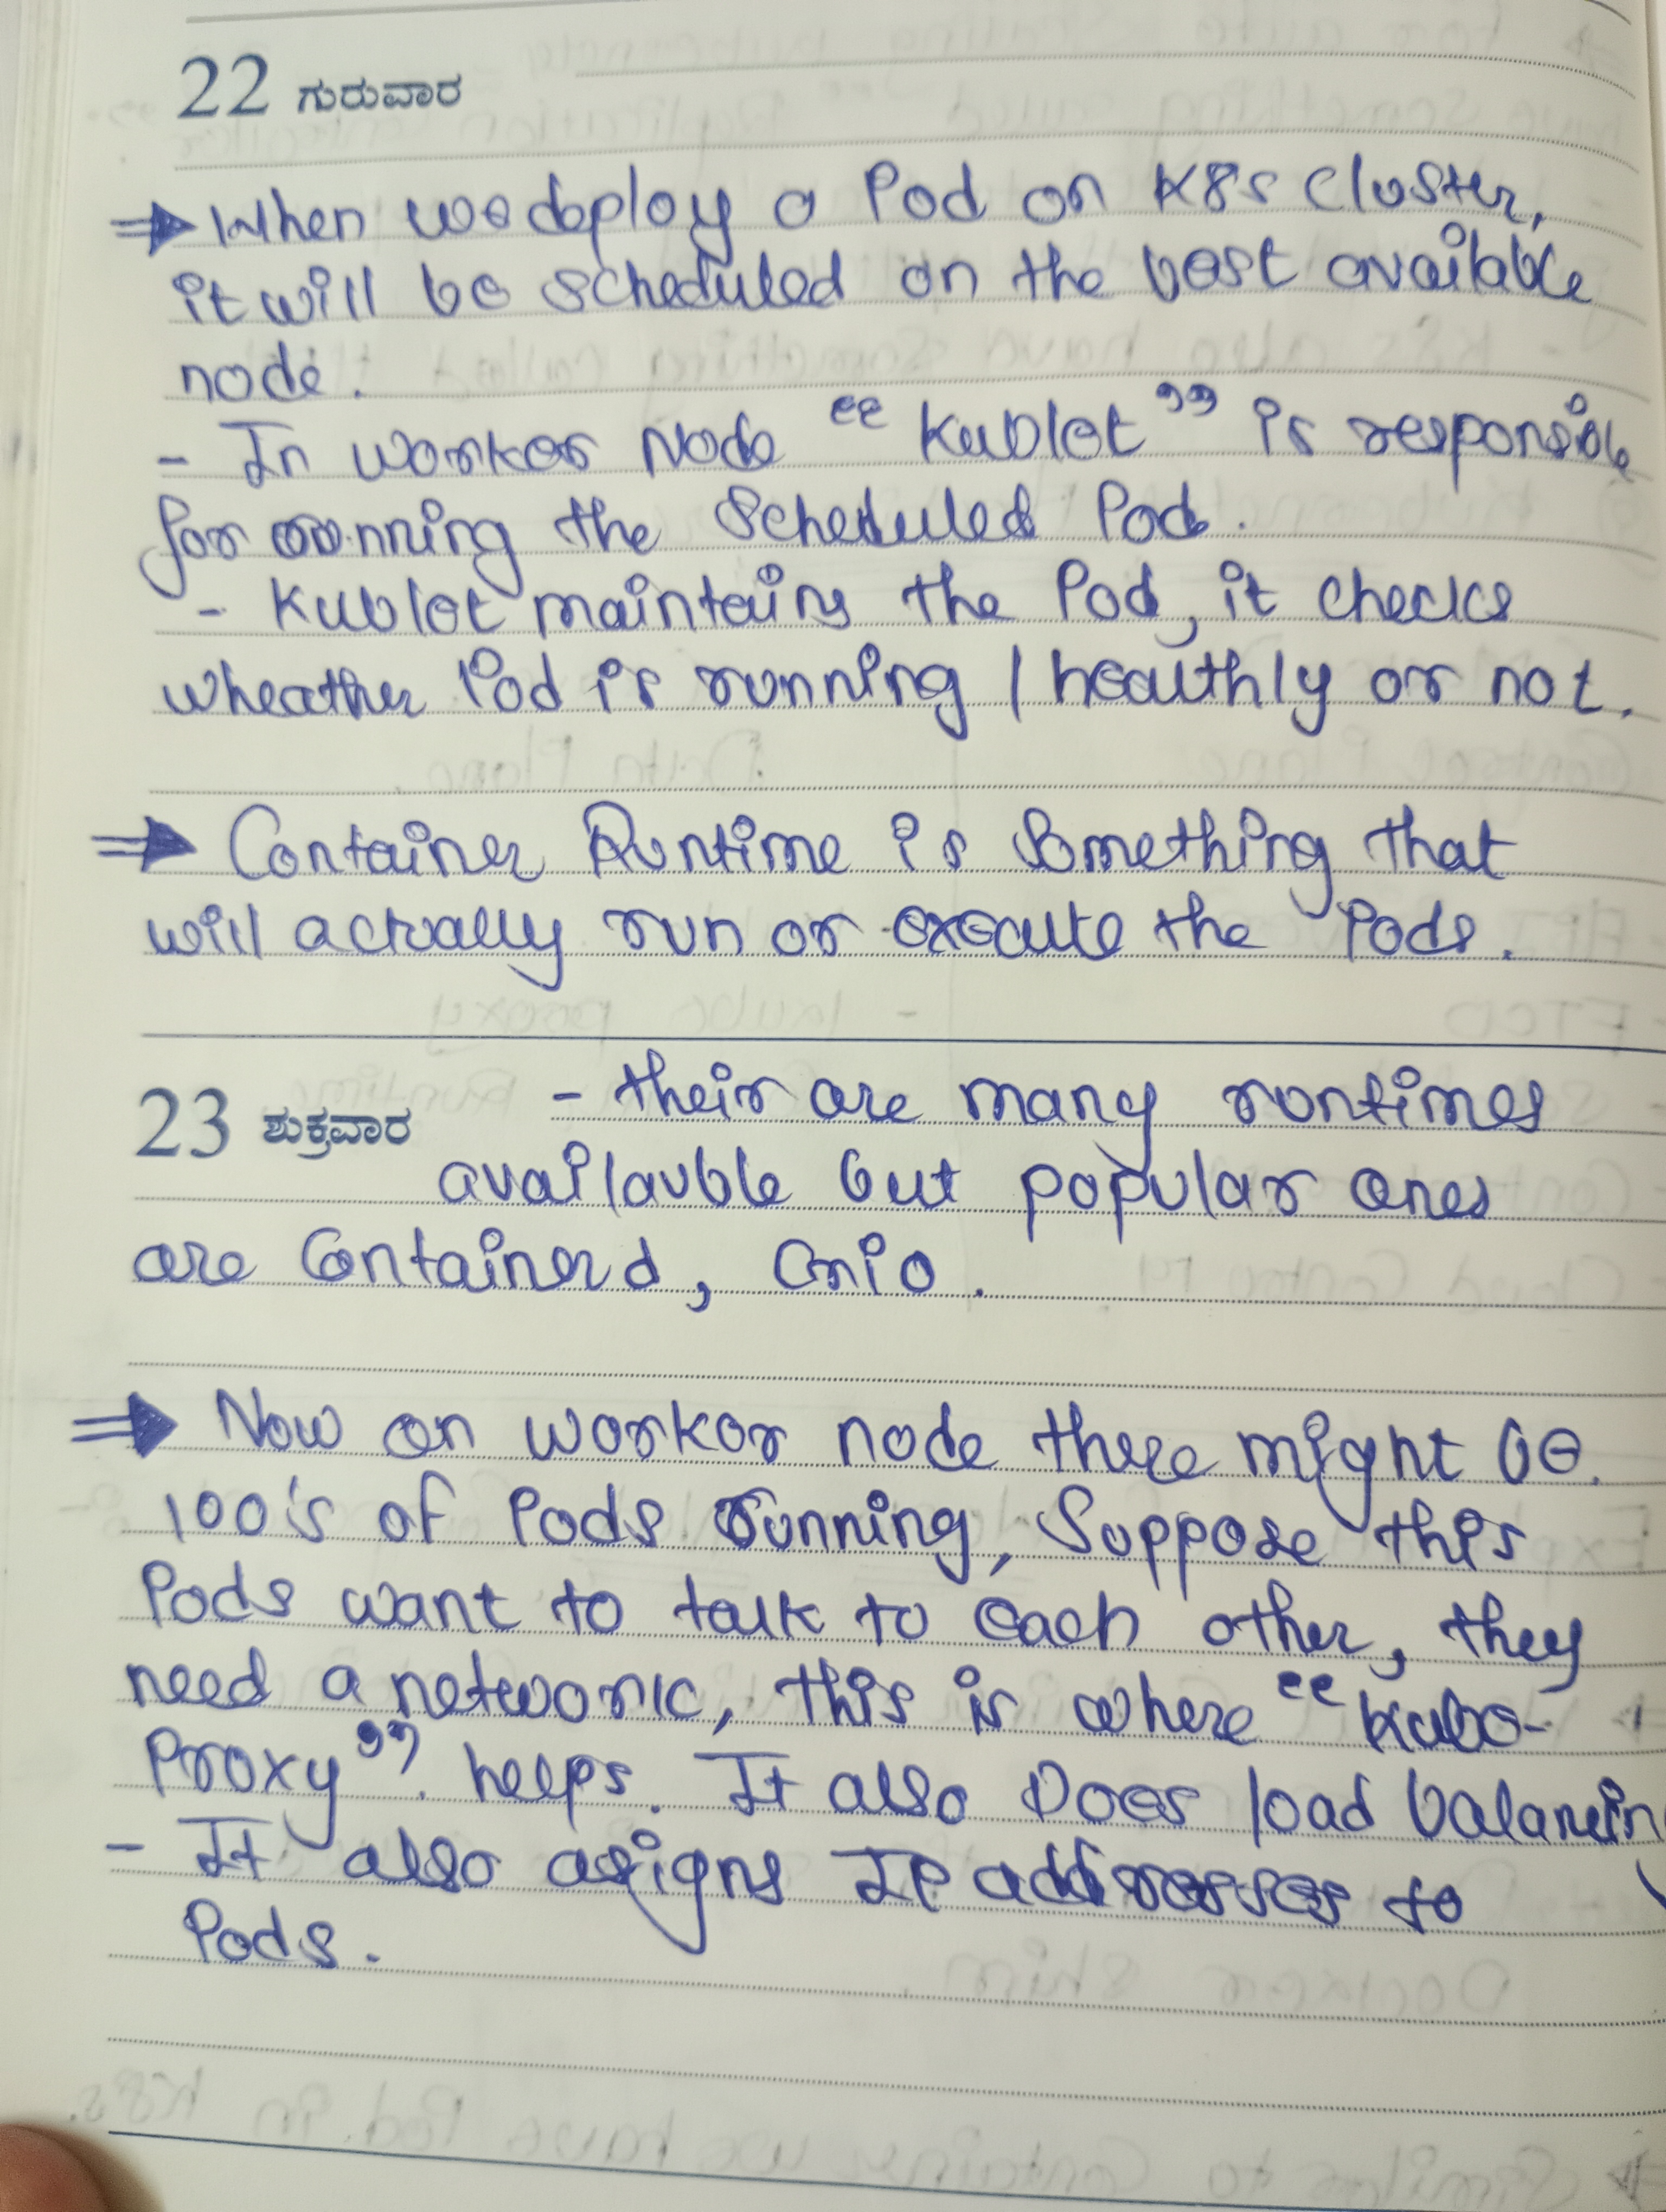 22 ಗುರುವಾರ
⇒ When we deploy a Pod on K8s Cluster,
it will be scheduled on the best available
node.
- In worker Node "Kublet" is responsible
for running the Scheduled Pod.
- Kublet maintains the Pod, it checks
wheather Pod is running / healthly or not.
⇒ Container Runtime is Something that
will actually run or execute the Pods.
23 ಶುಕ್ರವಾರ - their are many runtimes
availauble but popular ones
are Containerd, Crio.
⇒ Now on worker node there might be
100's of Pods running, Suppose this
Pods want to talk to each other, they
need a network, this is where "Kube-
Proxy" helps. It also Does load balancing
- It also asigns IP addresses to
Pods.